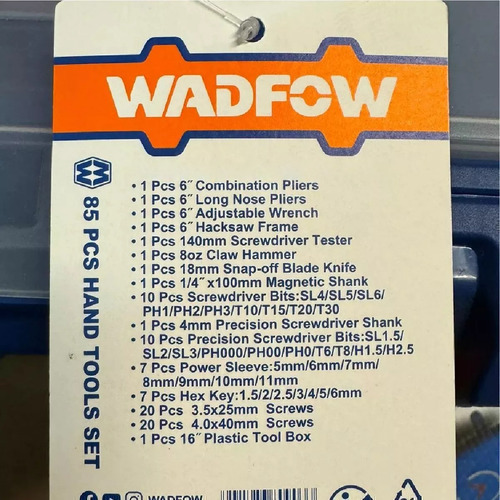 WADFOW
85 PCS HAND TOOLS SET
• 1 Pcs 6″ Combination Pliers
• 1 Pcs 6″ Long Nose Pliers
• 1 Pcs 6″ Adjustable Wrench
• 1 Pcs 6″ Hacksaw Frame
• 1 Pcs 140mm Screwdriver Tester
• 1 Pcs 8oz Claw Hammer
• 1 Pcs 18mm Snap-off Blade Knife
• 1 Pcs 1/4″x100mm Magnetic Shank
• 10 Pcs Screwdriver Bits:SL4/SL5/SL6/
PH1/PH2/PH3/T10/T15/T20/T30
• 1 Pcs 4mm Precision Screwdriver Shank
• 10 Pcs Precision Screwdriver Bits:SL1.5/
SL2/SL3/PH000/PH00/PH0/T6/T8/H1.5/H2.5
• 7 Pcs Power Sleeve:5mm/6mm/7mm/
8mm/9mm/10mm/11mm
• 7 Pcs Hex Key:1.5/2/2.5/3/4/5/6mm
• 20 Pcs 3.5x25mm Screws
• 20 Pcs 4.0x40mm Screws
• 1 Pcs 16″ Plastic Tool Box
WADFOW